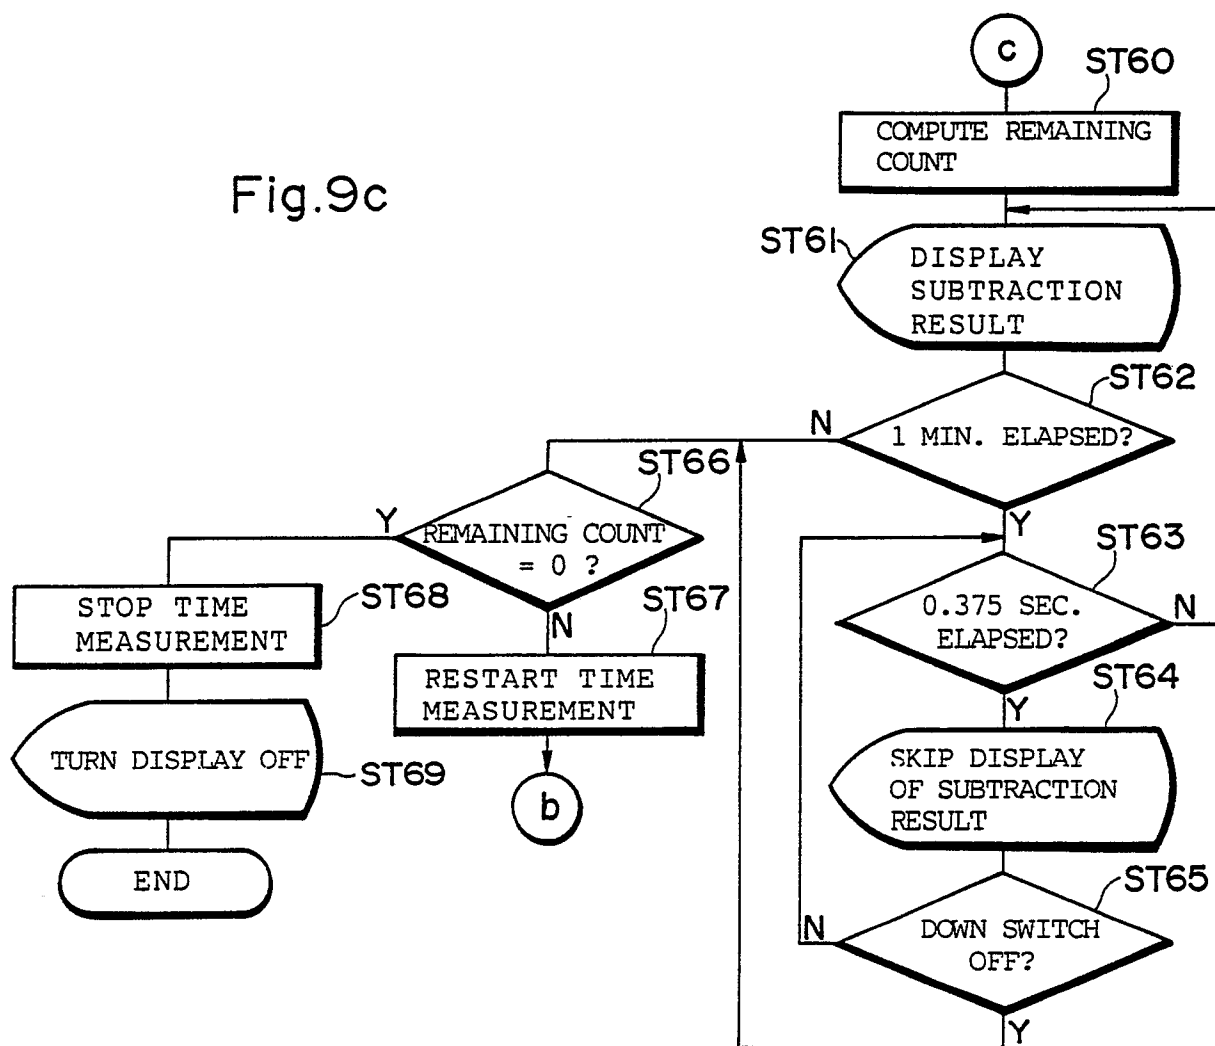 Fig.9c
c
ST60
COMPUTE REMAINING
COUNT
ST61
DISPLAY
SUBTRACTION
RESULT
ST62
1 MIN. ELAPSED?
N
Y
ST66
REMAINING COUNT
= 0 ?
Y
N
ST63
0.375 SEC.
ELAPSED?
N
Y
ST68
STOP TIME
MEASUREMENT
ST67
RESTART TIME
MEASUREMENT
ST64
SKIP DISPLAY
OF SUBTRACTION
RESULT
TURN DISPLAY OFF
ST69
b
END
ST65
DOWN SWITCH
OFF?
N
Y